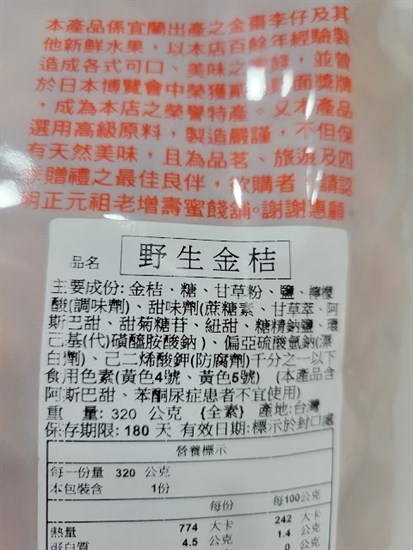 本產品係宜蘭出產之金棗李仔及其
他新鮮水果，以本店百餘年經驗製
造成各式可口、美味之 ，並曾
於日本博覽會中榮獲 面獎牌
，成為本店之榮譽特產。又本產品
選用高級原料，製造嚴謹，不但保
有天然美味，且為品茗、旅遊及四
贈禮之最佳良伴，欲購者 請認
明正元祖老增壽蜜餞舖。謝謝惠顧
品名 野生金桔
主要成份:金桔、糖、甘草粉、鹽、檸檬
酸(調味劑)、甜味劑(蔗糖素、甘草萃、阿
斯巴甜、甜菊糖苷、紐甜、糖精鈉鹽、環
己基(代)磺醯胺酸鈉)、偏亞硫酸氫鈉(漂
白劑)、己二烯酸鉀(防腐劑)千分之一以下
食用色素(黃色4號、黃色5號) (本產品含
阿斯巴甜、苯酮尿症患者不宜使用)
重 量: 320 公克 {全素} 產地:台灣
保存期限: 180 天 有效日期:標示於封口處
營養標示
每一份量 320 公克
本包裝含 1份
每份 每100公克
熱量 774 大卡 242 大卡
蛋白質 4.5 公克 1.4 公克
0 公克